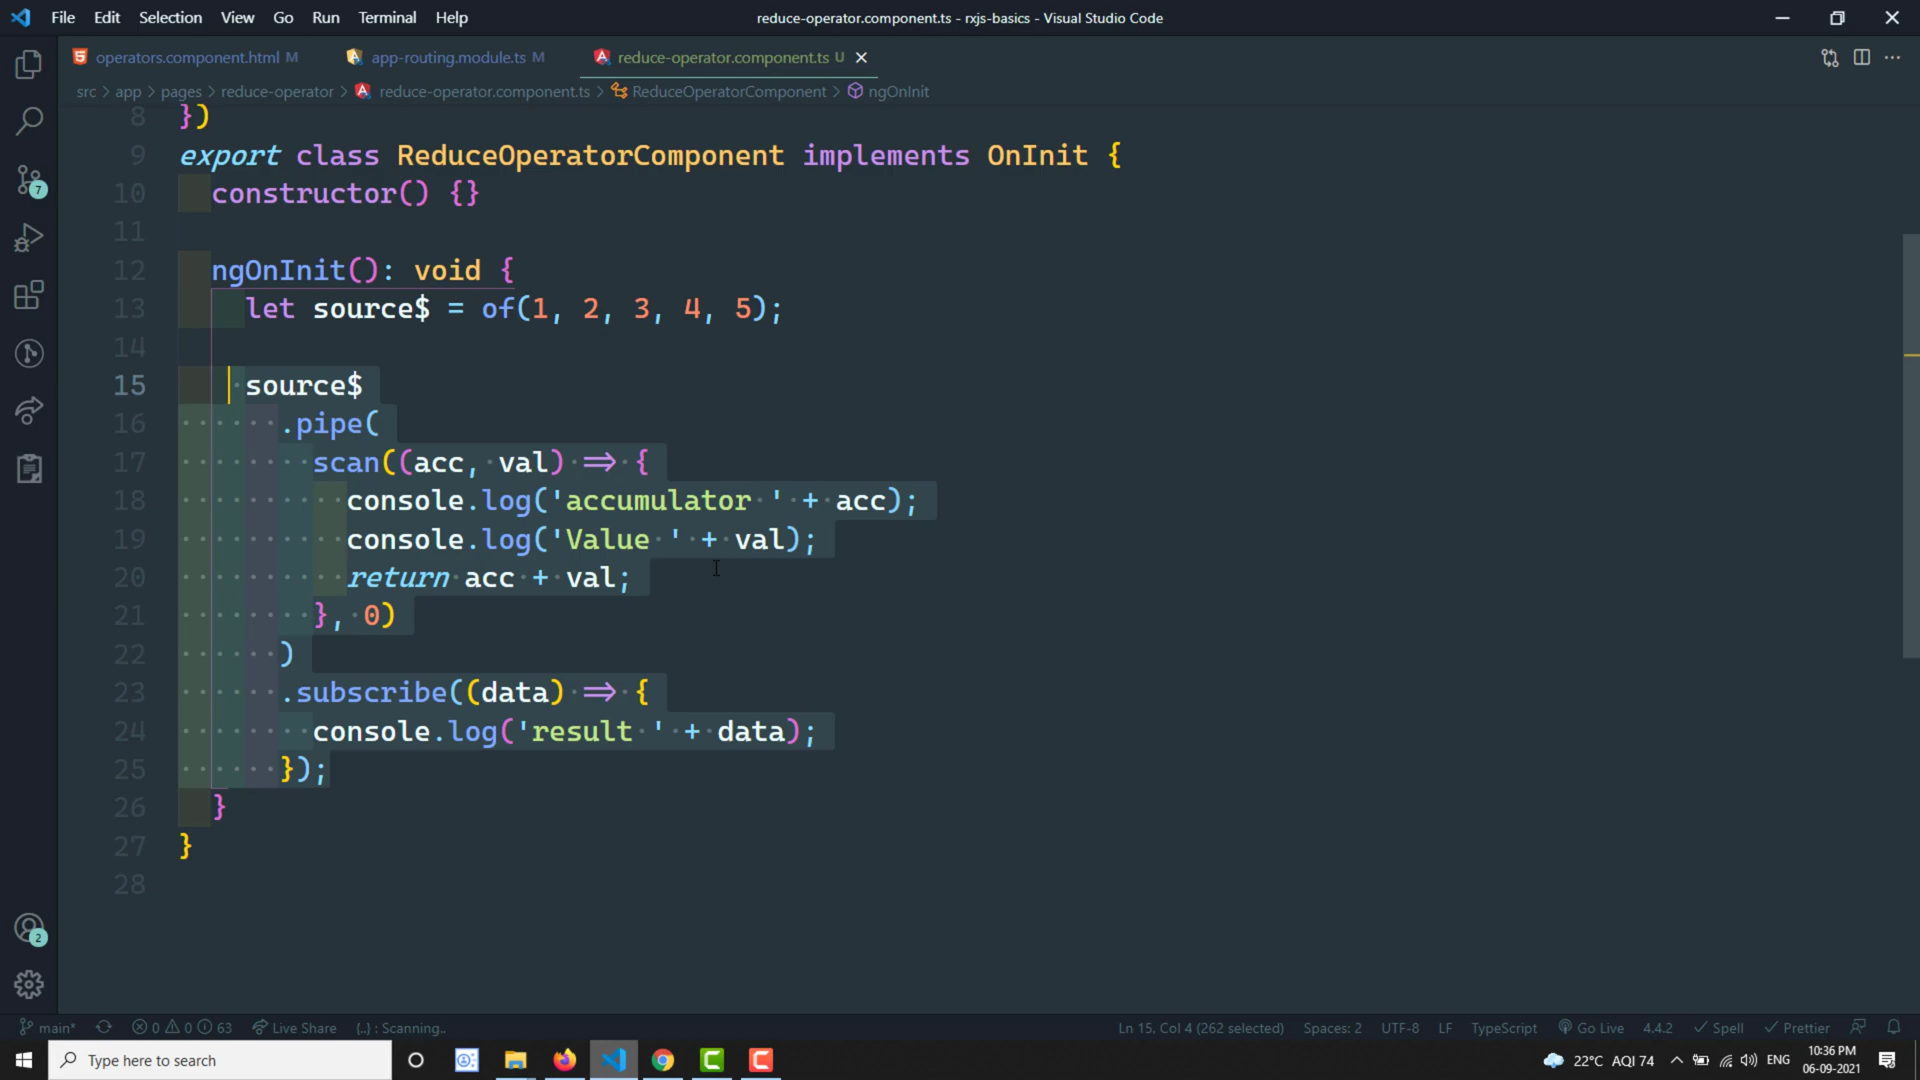 File Edit Selection View Go Run Terminal Help
reduce-operator.component.ts - rxjs-basics - Visual Studio Code
operators.component.html M
app-routing.module.ts M
reduce-operator.component.ts U
src > app > pages > reduce-operator > reduce-operator.component.ts > ReduceOperatorComponent > ngOnInit
8 })
9 export class ReduceOperatorComponent implements OnInit {
10 constructor() {}
11
12 ngOnInit(): void {
13 let source$ = of(1, 2, 3, 4, 5);
14
15 source$
16 .pipe(
17 scan((acc, val) => {
18 console.log('accumulator ' + acc);
19 console.log('Value ' + val);
20 return acc + val;
21 }, 0)
22 )
23 .subscribe((data) => {
24 console.log('result ' + data);
25 });
26 }
27 }
28
7
2
main* 0 0 63 Live Share {..} : Scanning.. Ln 15, Col 4 (262 selected) Spaces: 2 UTF-8 LF TypeScript Go Live 4.4.2 Spell Prettier
Type here to search
22°C AQI 74 ENG
10:36 PM
06-09-2021